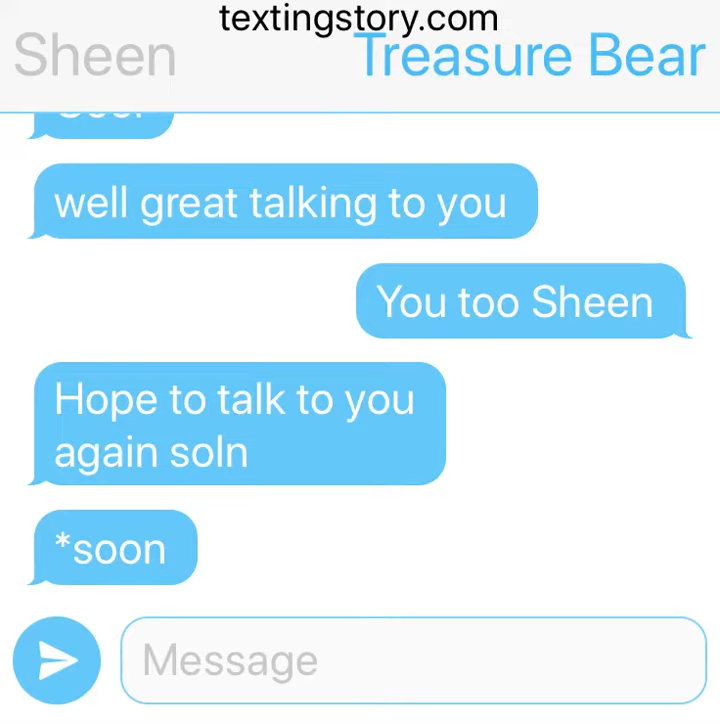 textingstory.com
Sheen
Treasure Bear
well great talking to you
You too Sheen
Hope to talk to you
again soln
*soon
Message